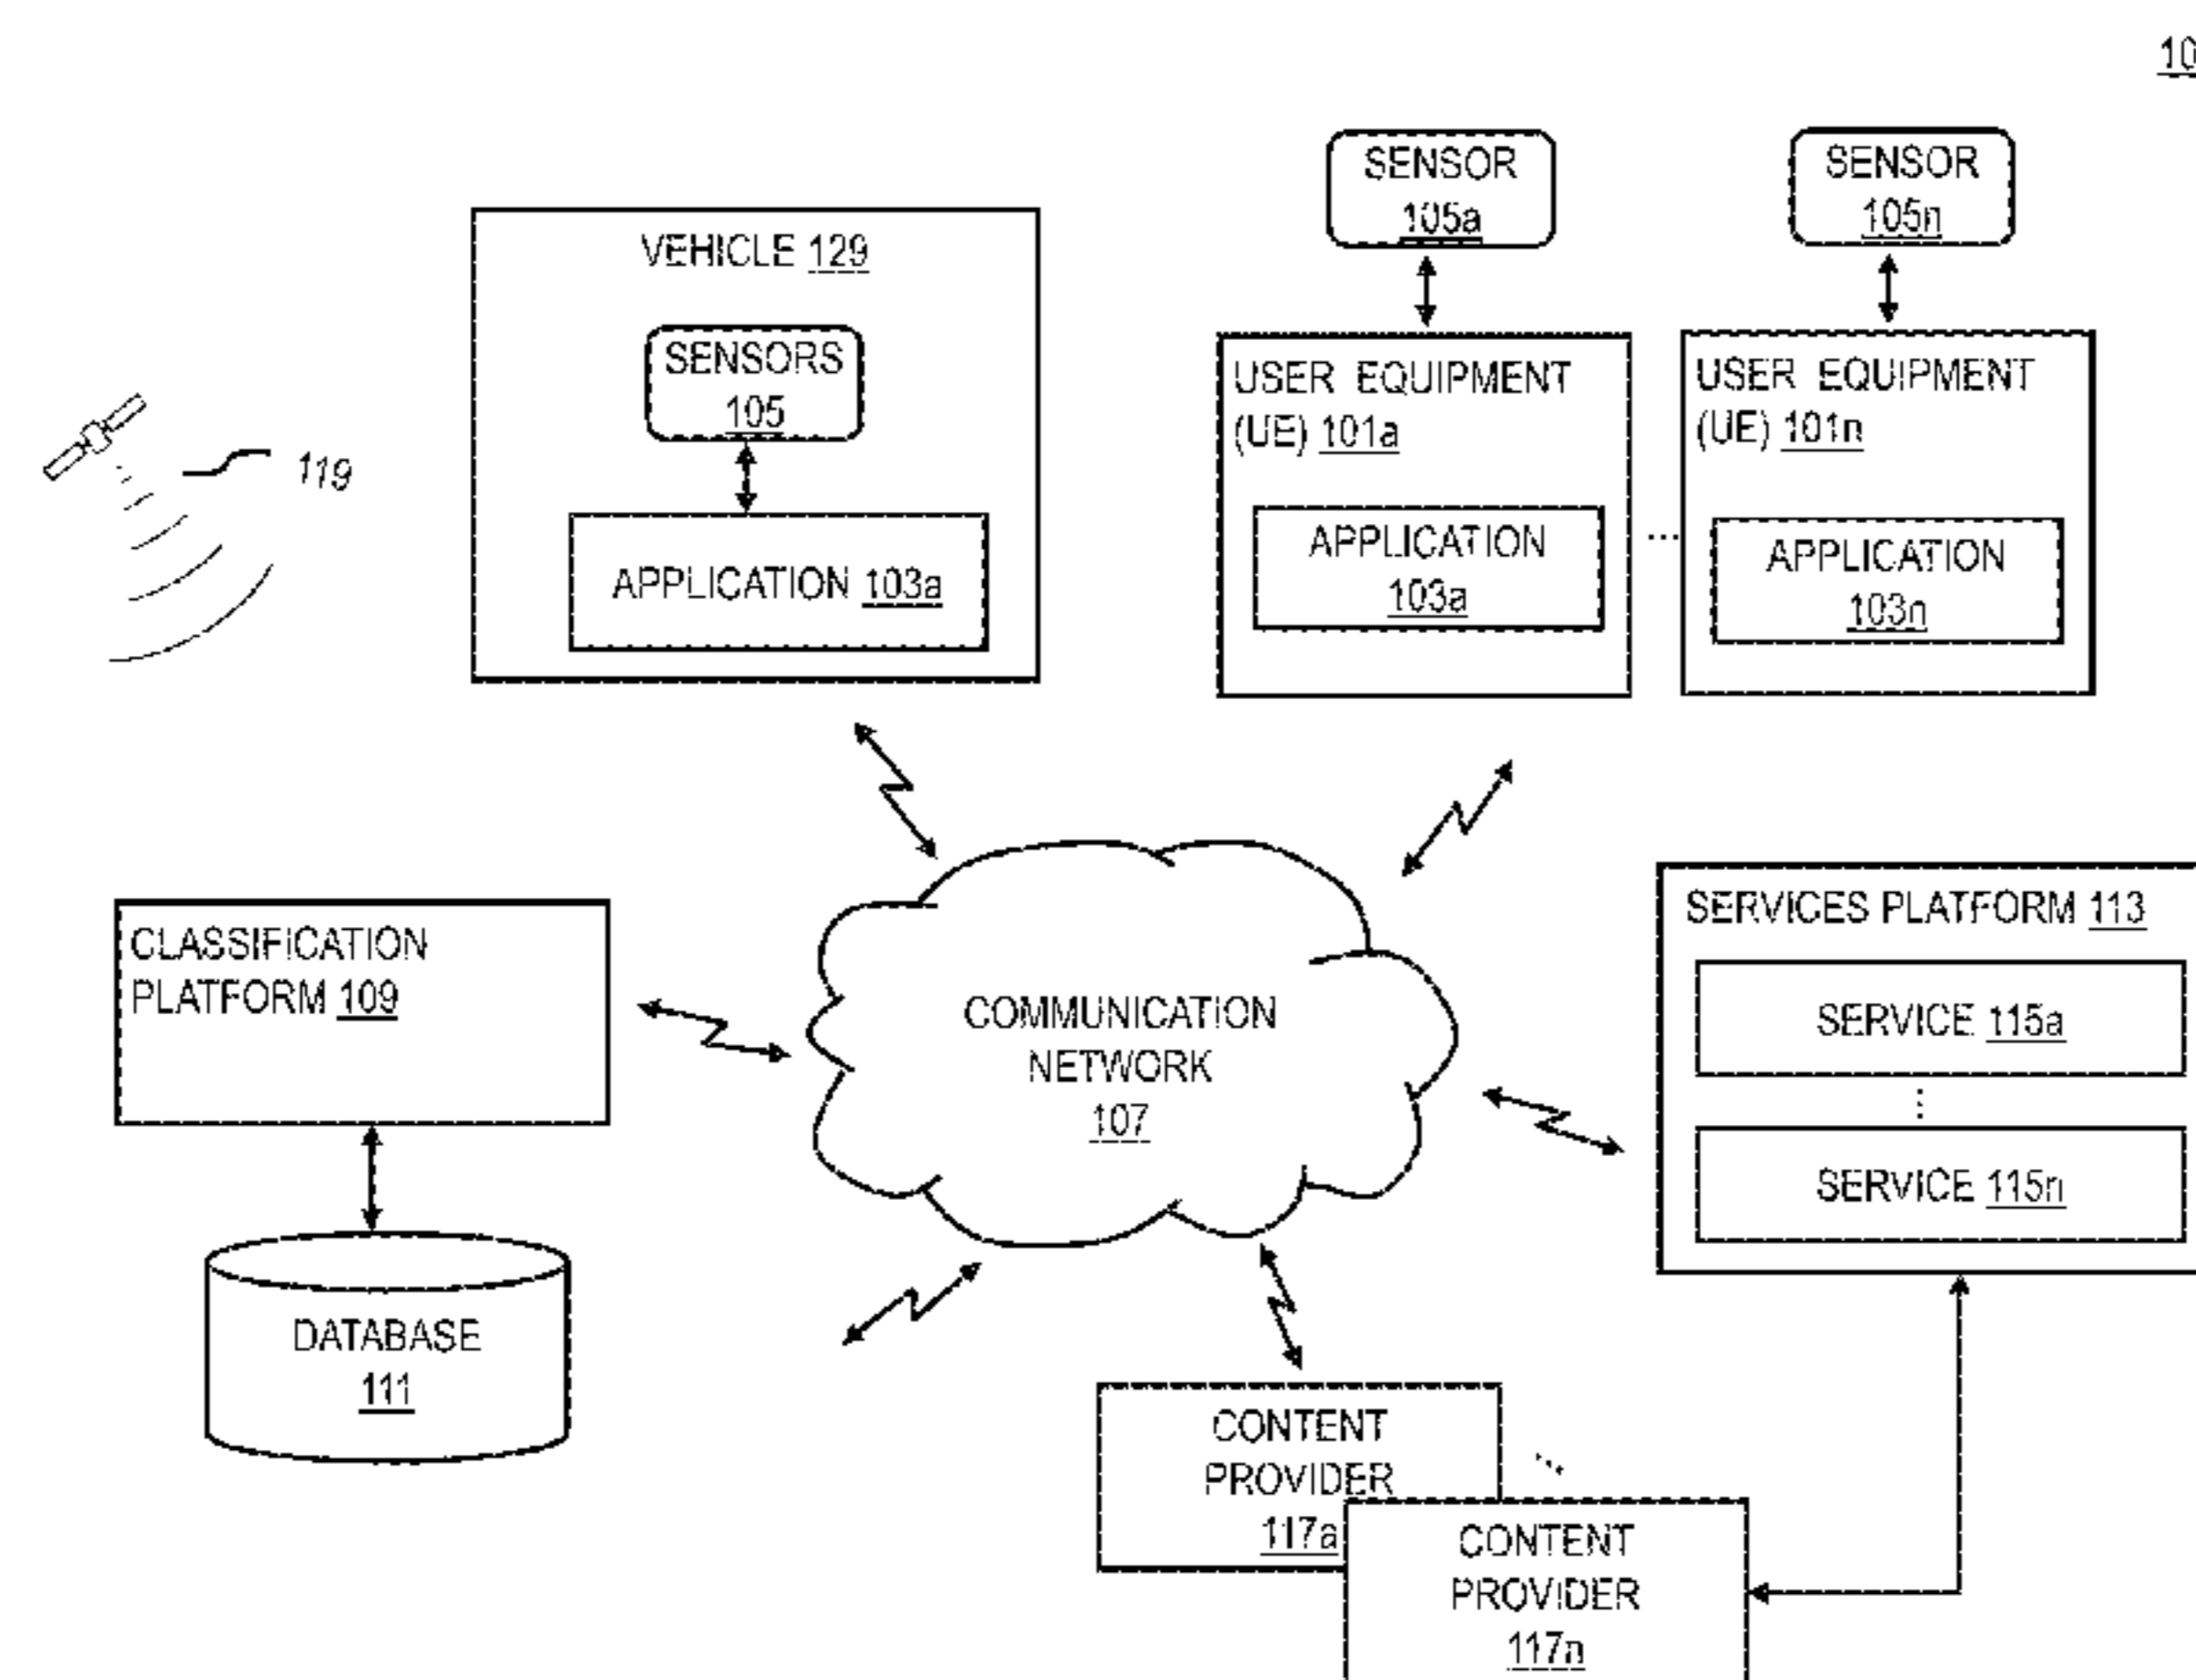 10
SENSOR
105a
SENSOR
105n
VEHICLE 129
SENSORS
105
APPLICATION 103a
USER EQUIPMENT
(UE) 101a
APPLICATION
103a
...
USER EQUIPMENT
(UE) 101n
APPLICATION
103n
119
CLASSIFICATION
PLATFORM 109
COMMUNICATION
NETWORK
107
SERVICES PLATFORM 113
SERVICE 115a
...
SERVICE 115n
DATABASE
111
CONTENT
PROVIDER
117a
...
CONTENT
PROVIDER
117n